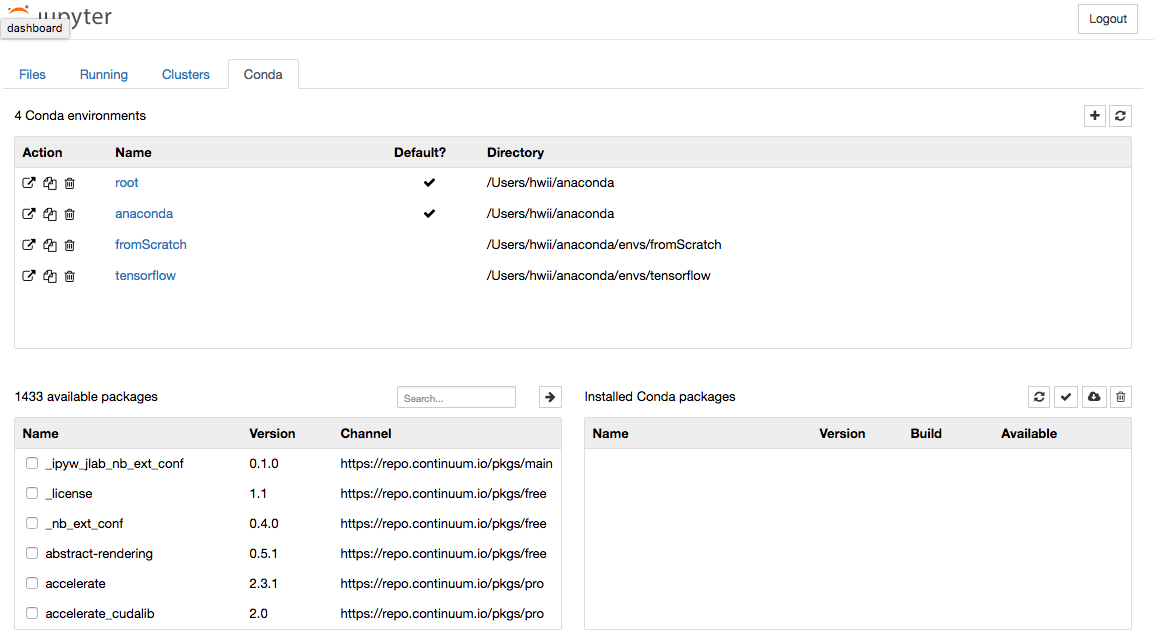 jupyter
dashboard
Logout
Files Running Clusters Conda
4 Conda environments
Action Name Default? Directory
root /Users/hwii/anaconda
anaconda /Users/hwii/anaconda
fromScratch /Users/hwii/anaconda/envs/fromScratch
tensorflow /Users/hwii/anaconda/envs/tensorflow
1433 available packages Search... Installed Conda packages
Name Version Channel Name Version Build Available
_ipyw_jlab_nb_ext_conf 0.1.0 https://repo.continuum.io/pkgs/main
_license 1.1 https://repo.continuum.io/pkgs/free
_nb_ext_conf 0.4.0 https://repo.continuum.io/pkgs/free
abstract-rendering 0.5.1 https://repo.continuum.io/pkgs/free
accelerate 2.3.1 https://repo.continuum.io/pkgs/pro
accelerate_cudalib 2.0 https://repo.continuum.io/pkgs/pro